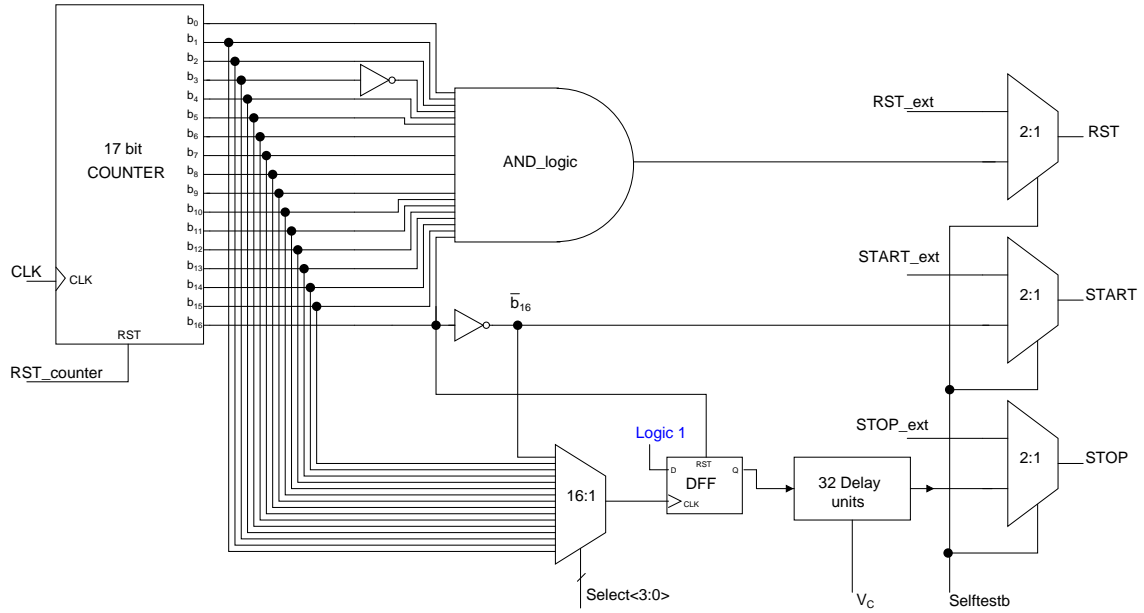 b0
b1
b2
b3
b4
b5
b6
b7
b8
b9
b10
b11
b12
b13
b14
b15
b16
17 bit
COUNTER
CLK
CLK
RST
RST_counter
AND_logic
b̅16
RST_ext
2:1
RST
START_ext
2:1
START
STOP_ext
2:1
STOP
Logic 1
16:1
D
RST
Q
DFF
CLK
32 Delay
units
Select<3:0>
VC
Selftestb